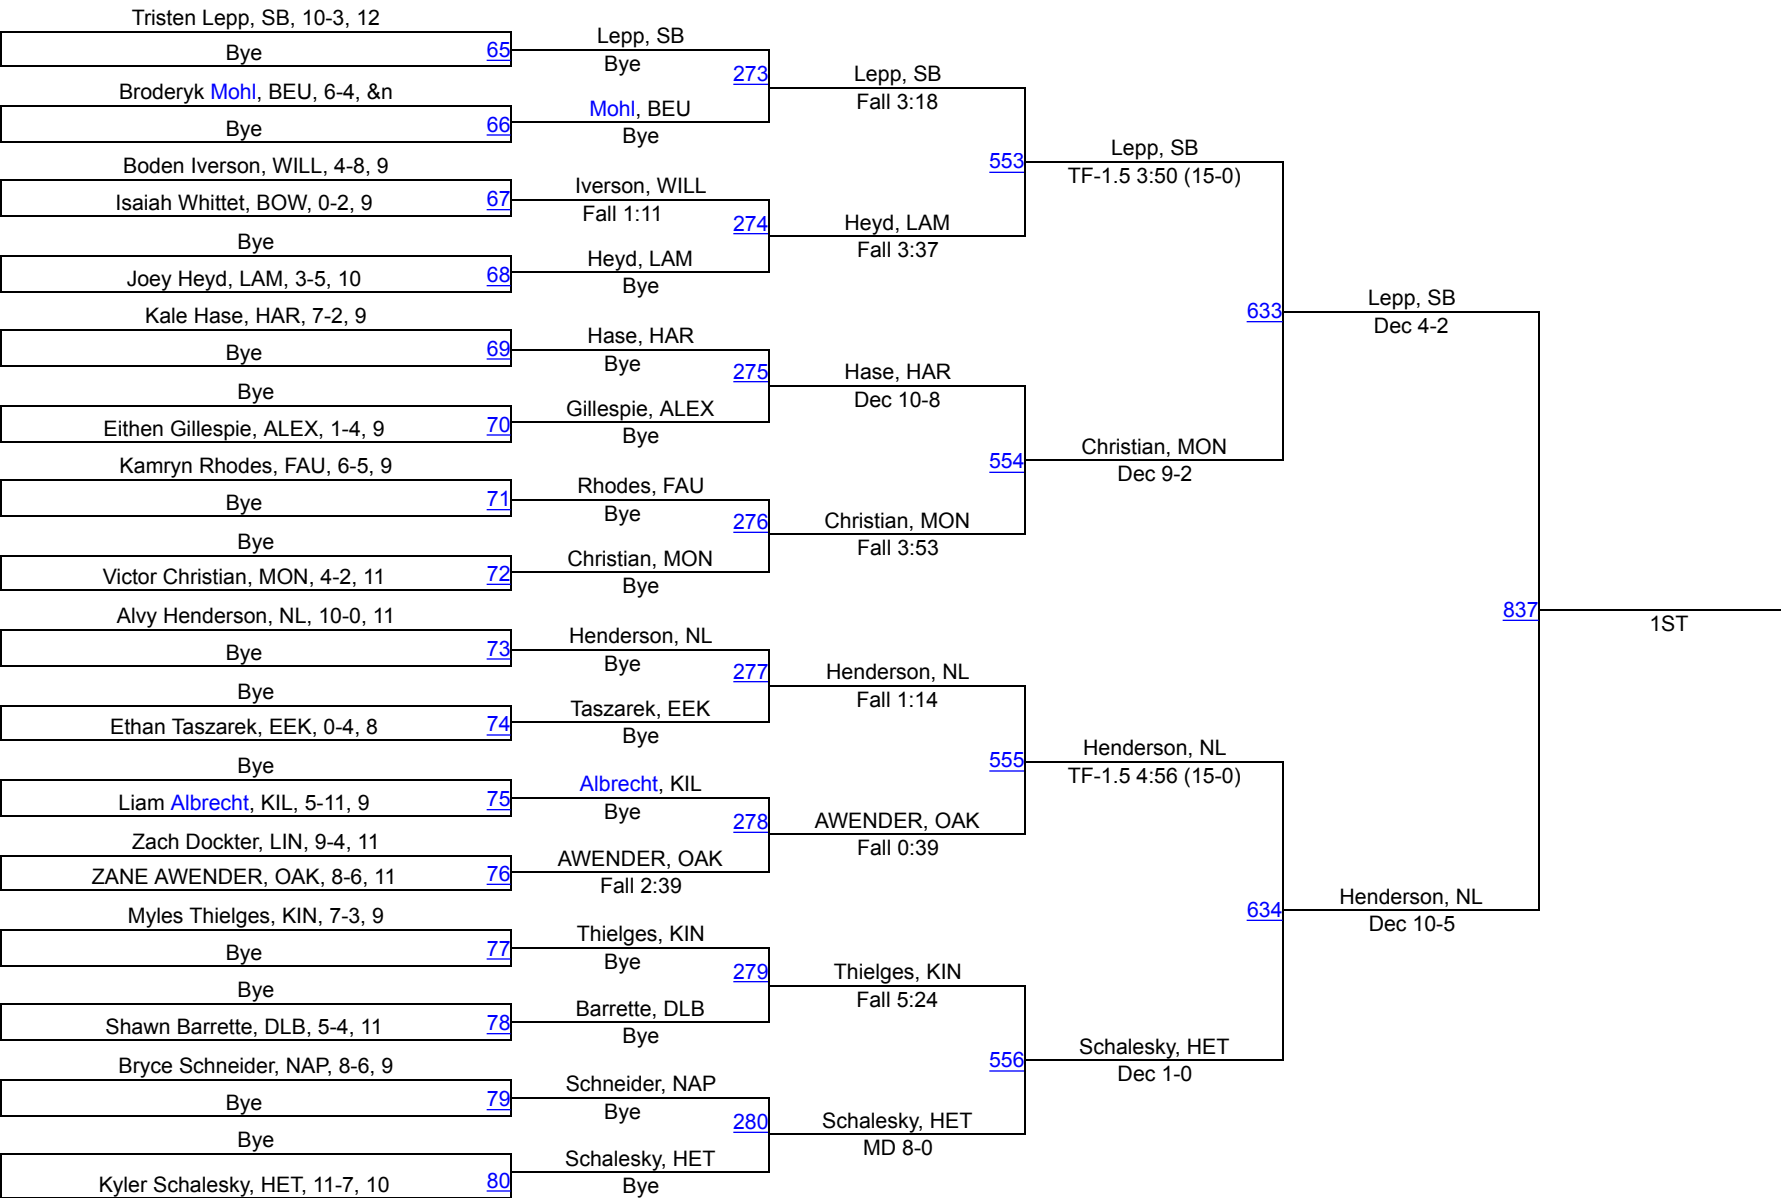 Tristen Lepp, SB, 10-3, 12
Bye
65
Broderyk Mohl, BEU, 6-4, &n
Bye
66
Boden Iverson, WILL, 4-8, 9
Isaiah Whittet, BOW, 0-2, 9
67
Bye
Joey Heyd, LAM, 3-5, 10
68
Kale Hase, HAR, 7-2, 9
Bye
69
Bye
Eithen Gillespie, ALEX, 1-4, 9
70
Kamryn Rhodes, FAU, 6-5, 9
Bye
71
Bye
Victor Christian, MON, 4-2, 11
72
Alvy Henderson, NL, 10-0, 11
Bye
73
Bye
Ethan Taszarek, EEK, 0-4, 8
74
Bye
Liam Albrecht, KIL, 5-11, 9
75
Zach Dockter, LIN, 9-4, 11
ZANE AWENDER, OAK, 8-6, 11
76
Myles Thielges, KIN, 7-3, 9
Bye
77
Bye
Shawn Barrette, DLB, 5-4, 11
78
Bryce Schneider, NAP, 8-6, 9
Bye
79
Bye
Kyler Schalesky, HET, 11-7, 10
80
Lepp, SB
Bye
273
Mohl, BEU
Bye
Iverson, WILL
Fall 1:11
274
Heyd, LAM
Bye
Hase, HAR
Bye
275
Gillespie, ALEX
Bye
Rhodes, FAU
Bye
276
Christian, MON
Bye
Henderson, NL
Bye
277
Taszarek, EEK
Bye
Albrecht, KIL
Bye
278
AWENDER, OAK
Fall 2:39
Thielges, KIN
Bye
279
Barrette, DLB
Bye
Schneider, NAP
Bye
280
Schalesky, HET
Bye
Lepp, SB
Fall 3:18
553
Heyd, LAM
Fall 3:37
Hase, HAR
Dec 10-8
554
Christian, MON
Fall 3:53
Henderson, NL
Fall 1:14
555
AWENDER, OAK
Fall 0:39
Thielges, KIN
Fall 5:24
556
Schalesky, HET
MD 8-0
Lepp, SB
TF-1.5 3:50 (15-0)
633
Christian, MON
Dec 9-2
Henderson, NL
TF-1.5 4:56 (15-0)
634
Schalesky, HET
Dec 1-0
Lepp, SB
Dec 4-2
837
Henderson, NL
Dec 10-5
1ST